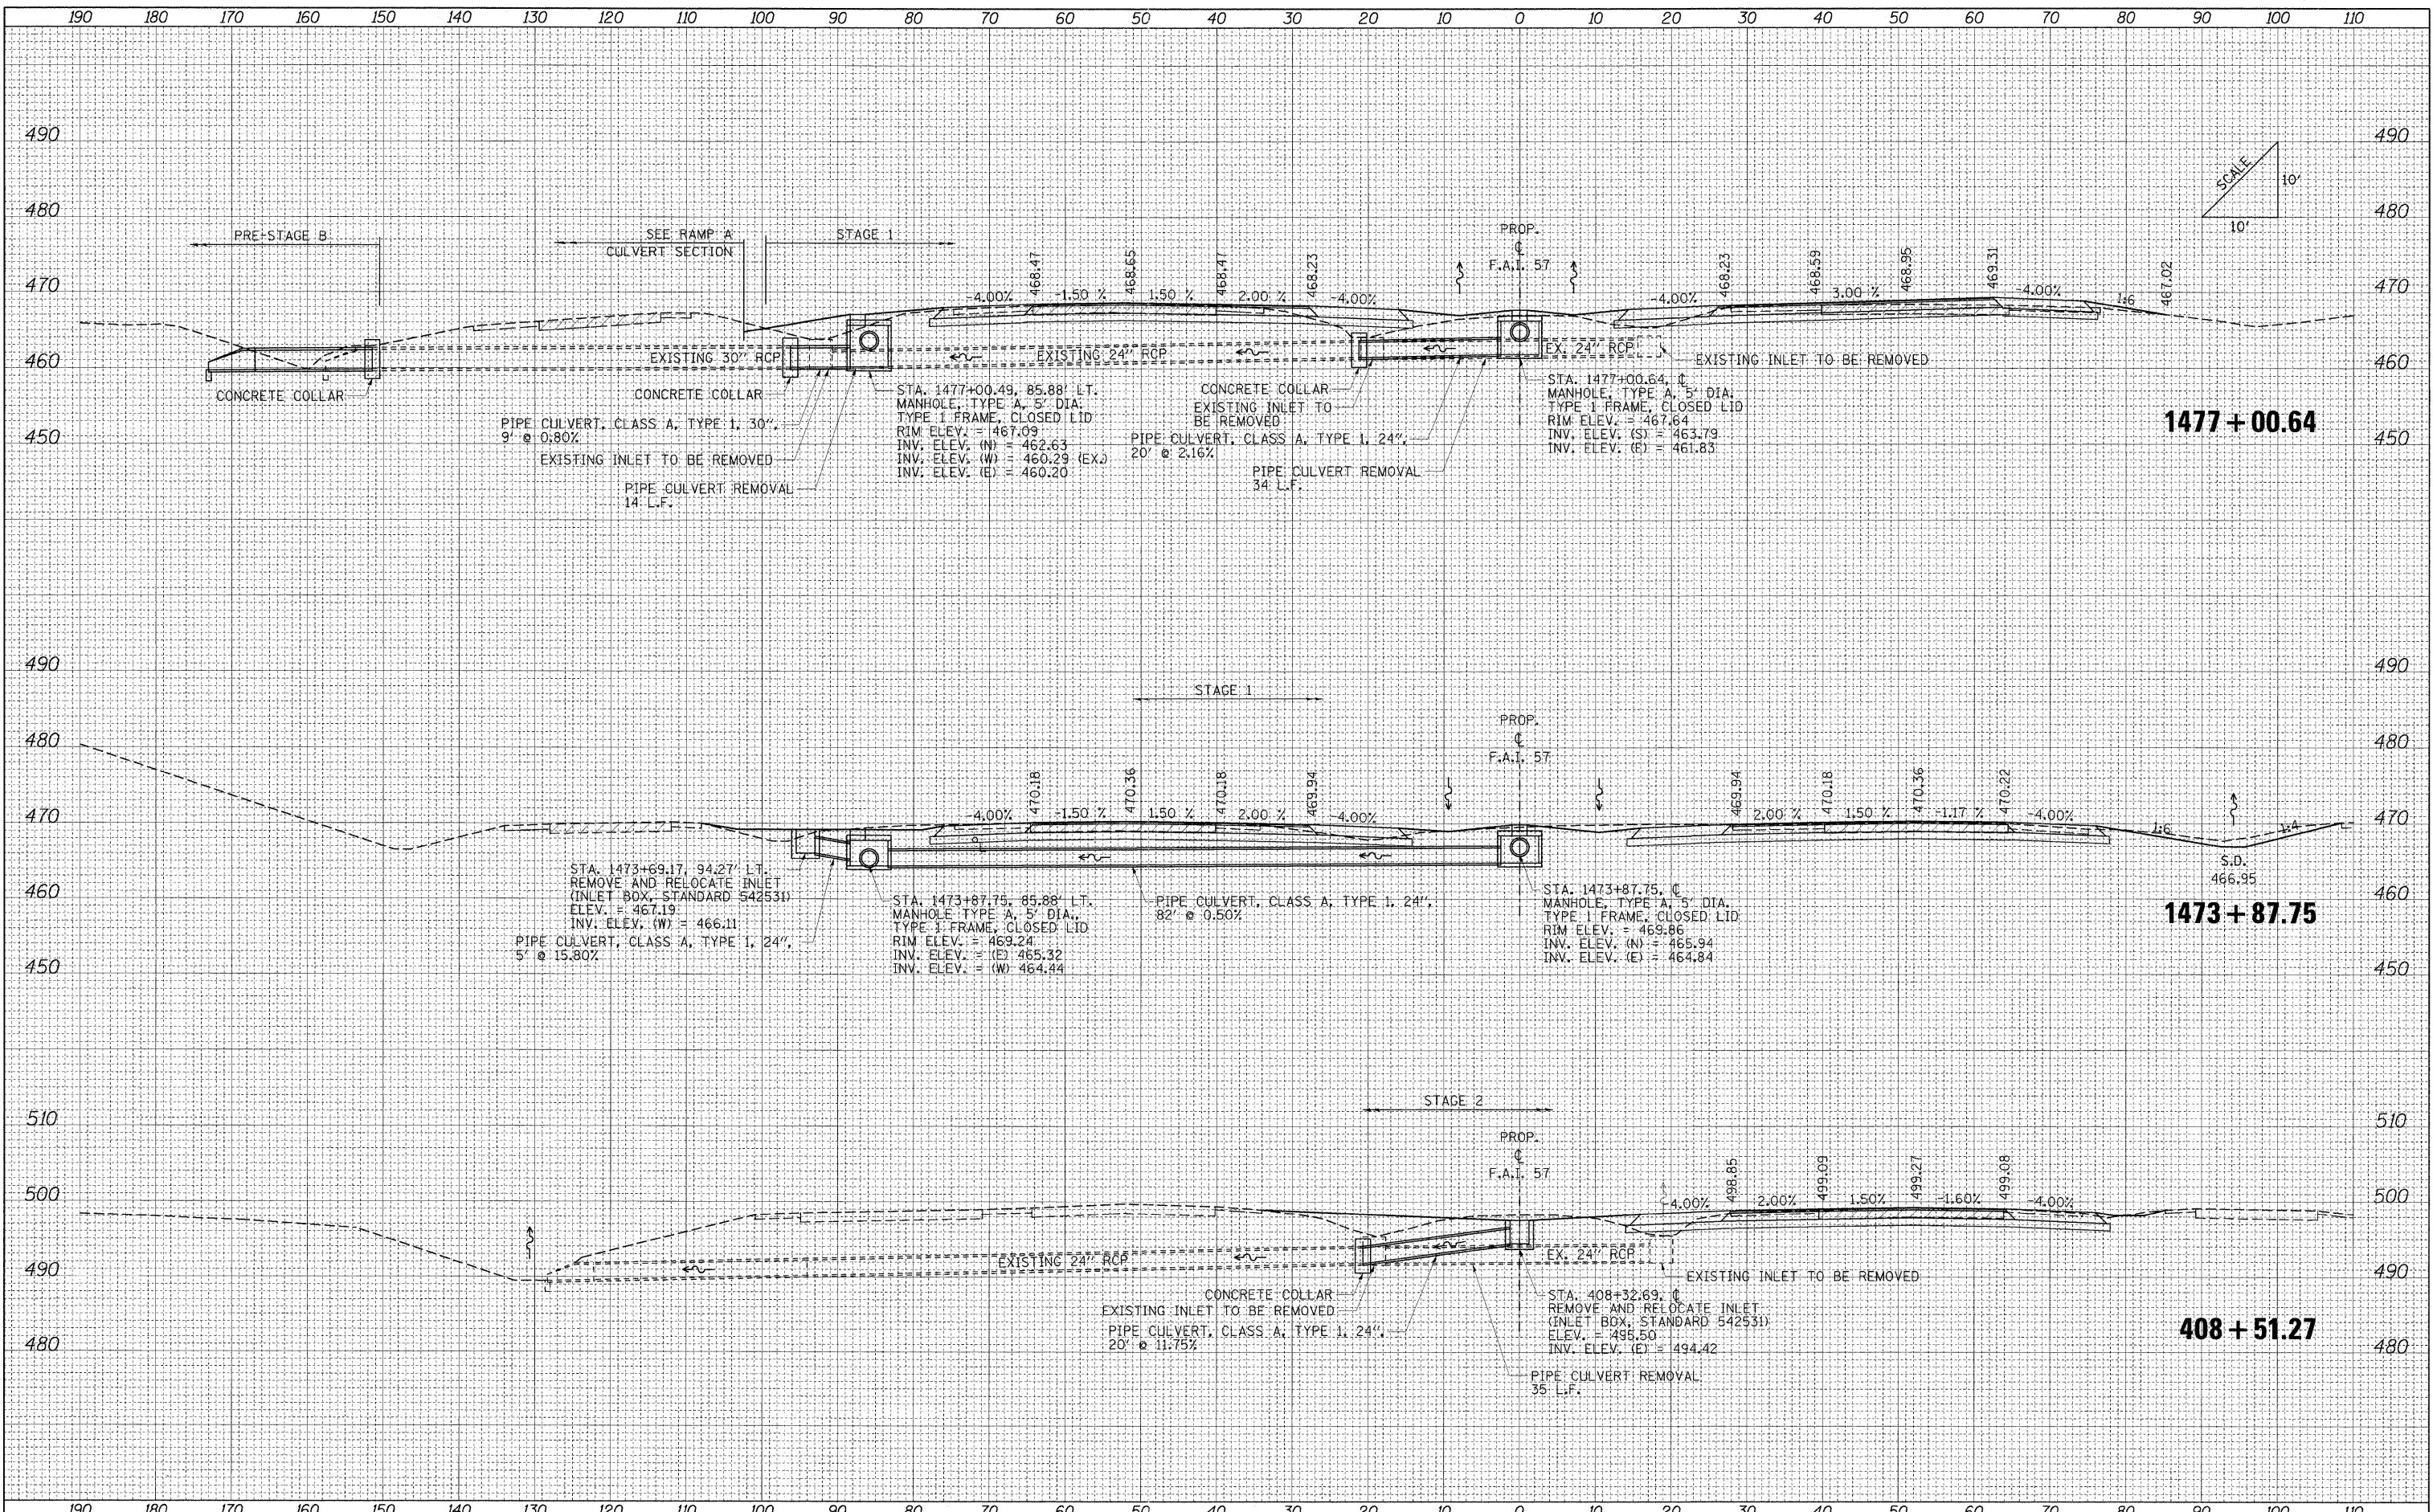 190 180 170 160 150 140 130 120 110 100 90 80 70 60 50 40 30 20 10 0 10 20 30 40 50 60 70 80 90 100 110
490 490
SCALE
10'
10'
480 480
PRE-STAGE B
SEE RAMP A
CULVERT SECTION
STAGE 1
PROP.
℄
F.A.I. 57
470 470
-4.00% 468.47 -1.50 % 468.65 1.50 % 468.47 2.00 % 468.23 -4.00%
-4.00% 468.23 468.59 3.00 % 468.95 469.31 -4.00% 1:6 467.02
460 460
EXISTING 30" RCP
EXISTING 24" RCP
EX. 24" RCP
EXISTING INLET TO BE REMOVED
CONCRETE COLLAR
CONCRETE COLLAR
PIPE CULVERT, CLASS A, TYPE 1, 30",
9' @ 0.80%
EXISTING INLET TO BE REMOVED
PIPE CULVERT REMOVAL
14 L.F.
STA. 1477+00.49, 85.88' LT.
MANHOLE, TYPE A, 5' DIA.
TYPE 1 FRAME, CLOSED LID
RIM ELEV. = 467.09
INV. ELEV. (N) = 462.63
INV. ELEV. (W) = 460.29 (EX.)
INV. ELEV. (E) = 460.20
CONCRETE COLLAR
EXISTING INLET TO
BE REMOVED
PIPE CULVERT, CLASS A, TYPE 1, 24",
20' @ 2.16%
PIPE CULVERT REMOVAL
34 L.F.
STA. 1477+00.64, ℄
MANHOLE, TYPE A, 5' DIA.
TYPE 1 FRAME, CLOSED LID
RIM ELEV. = 467.64
INV. ELEV. (S) = 463.79
INV. ELEV. (E) = 461.83
1477+00.64
450 450
490 490
STAGE 1
480 480
PROP.
℄
F.A.I. 57
470 470
-4.00% 470.18 -1.50 % 470.36 1.50 % 470.18 2.00 % 469.94 -4.00%
469.94 2.00 % 470.18 1.50 % 470.36 -1.17 % 470.22 -4.00% 1:6 1:4
S.D.
466.95
460 460
STA. 1473+69.17, 94.27' LT.
REMOVE AND RELOCATE INLET
(INLET BOX, STANDARD 542531)
ELEV. = 467.19
INV. ELEV. (W) = 466.11
PIPE CULVERT, CLASS A, TYPE 1, 24",
5' @ 15.80%
STA. 1473+87.75, 85.88' LT.
MANHOLE TYPE A, 5' DIA.,
TYPE 1 FRAME, CLOSED LID
RIM ELEV. = 469.24
INV. ELEV. = (E) 465.32
INV. ELEV. = (W) 464.44
PIPE CULVERT, CLASS A, TYPE 1, 24",
82' @ 0.50%
STA. 1473+87.75, ℄
MANHOLE, TYPE A, 5' DIA.
TYPE 1 FRAME, CLOSED LID
RIM ELEV. = 469.86
INV. ELEV. (N) = 465.94
INV. ELEV. (E) = 464.84
1473+87.75
450 450
510 510
STAGE 2
PROP.
℄
F.A.I. 57
500 500
-4.00% 498.85 2.00% 499.09 1.50% 499.27 -1.60% 499.08 -4.00%
490 490
EXISTING 24" RCP
EX. 24" RCP
EXISTING INLET TO BE REMOVED
CONCRETE COLLAR
EXISTING INLET TO BE REMOVED
PIPE CULVERT, CLASS A, TYPE 1, 24",
20' @ 11.75%
STA. 408+32.69, ℄
REMOVE AND RELOCATE INLET
(INLET BOX, STANDARD 542531)
ELEV. = 495.50
INV. ELEV. (E) = 494.42
PIPE CULVERT REMOVAL
35 L.F.
408+51.27
480 480
190 180 170 160 150 140 130 120 110 100 90 80 70 60 50 40 30 20 10 0 10 20 30 40 50 60 70 80 90 100 110